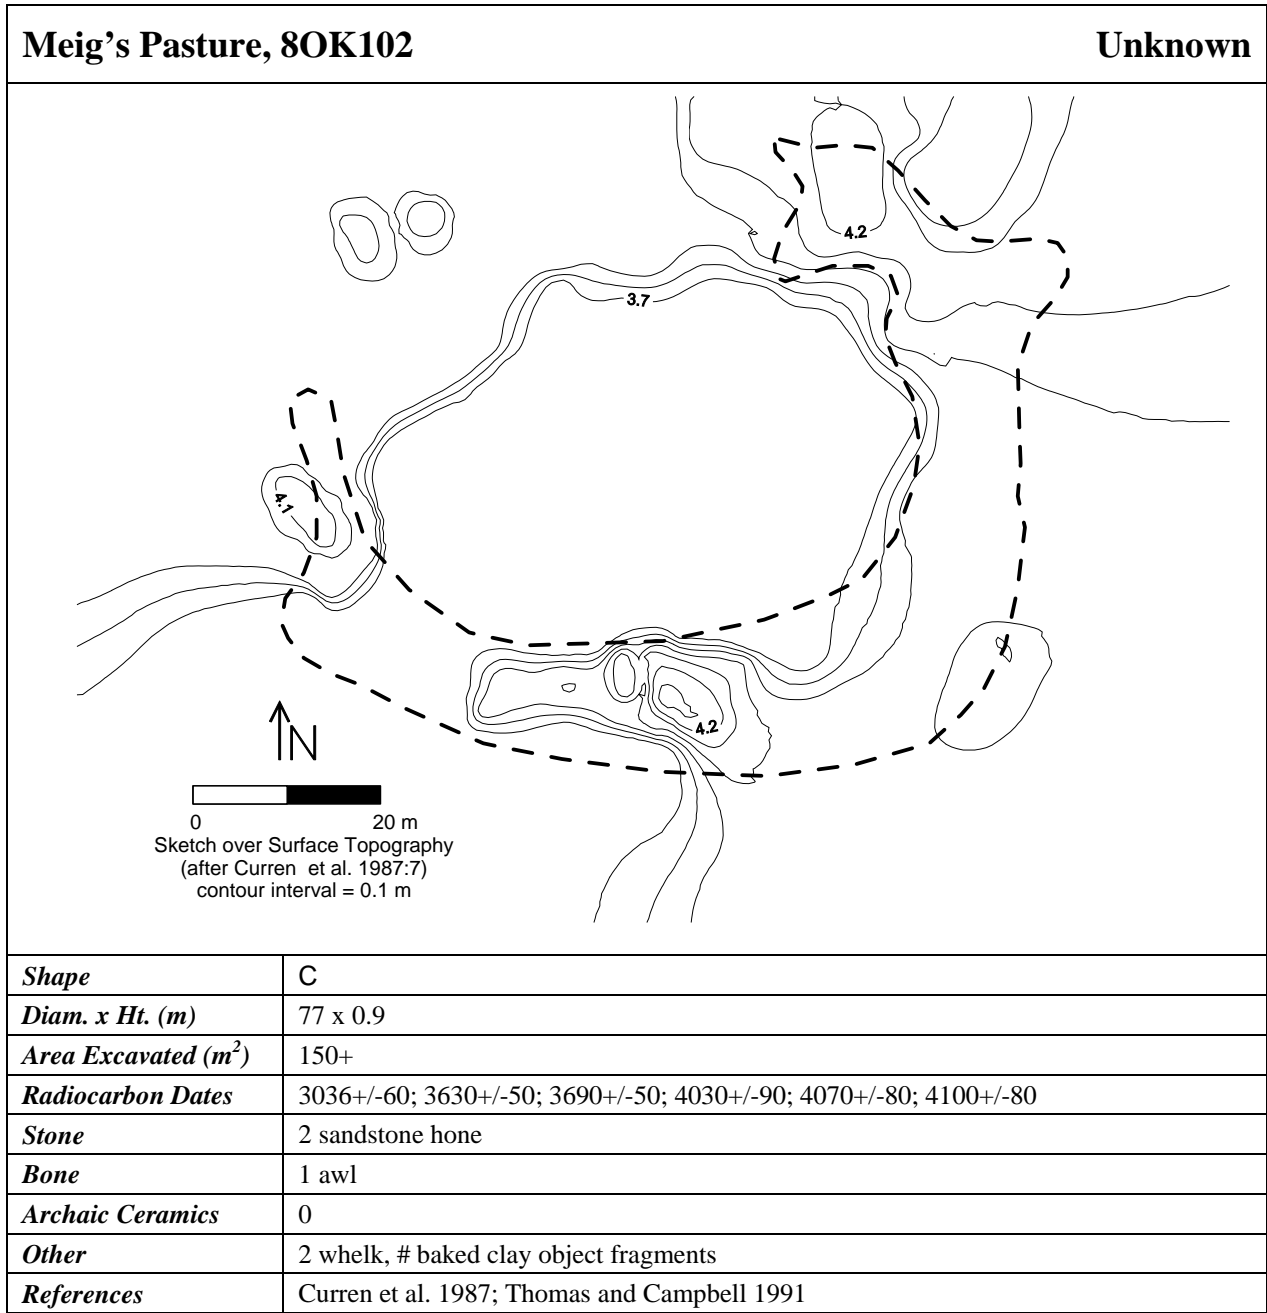 Meig’s Pasture, 8OK102 Unknown
4.2
3.7
4.1
4.2
N
0 20 m
Sketch over Surface Topography
(after Curren et al. 1987:7)
contour interval = 0.1 m
Shape C
Diam. x Ht. (m) 77 x 0.9
Area Excavated (m²) 150+
Radiocarbon Dates 3036+/-60; 3630+/-50; 3690+/-50; 4030+/-90; 4070+/-80; 4100+/-80
Stone 2 sandstone hone
Bone 1 awl
Archaic Ceramics 0
Other 2 whelk, # baked clay object fragments
References Curren et al. 1987; Thomas and Campbell 1991